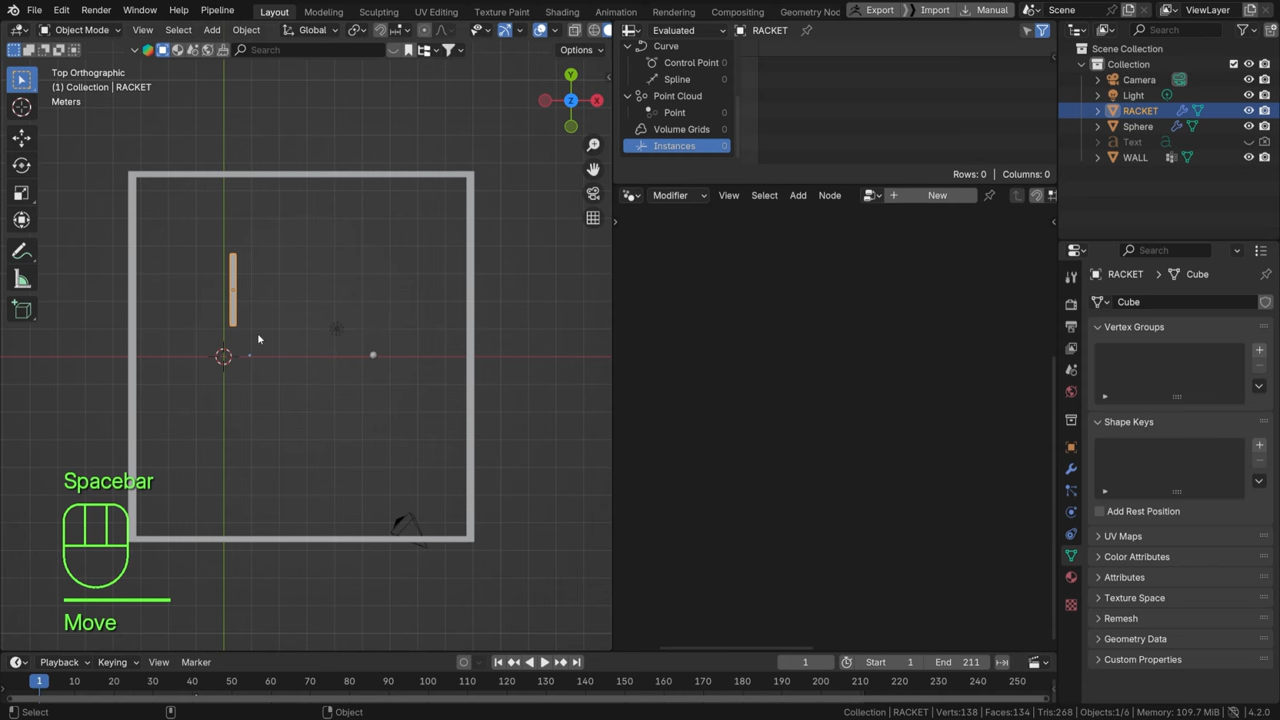 File Edit Render Window Help Pipeline Layout Modeling Sculpting UV Editing Texture Paint Shading Animation Rendering Compositing Geometry Noc Export Import Manual Scene ViewLayer
Object Mode View Select Add Object Global Evaluated RACKET Search
Search Options
Top Orthographic
(1) Collection | RACKET
Meters
Y
Z
X
Curve
Control Point 0
Spline 0
Point Cloud
Point 0
Volume Grids 0
Instances 0
Rows: 0 | Columns: 0
Modifier View Select Add Node New
Scene Collection
Collection
Camera
Light
RACKET
Sphere
Text
WALL
Search
RACKET > Cube
Cube
Vertex Groups
Shape Keys
Add Rest Position
UV Maps
Color Attributes
Attributes
Texture Space
Remesh
Geometry Data
Custom Properties
Spacebar
Move
Playback Keying View Marker 1 Start 1 End 211
1 10 20 30 40 50 60 70 80 90 100 110 120 130 140 150 160 170 180 190 200 210 220 230 240 250
Select Object Collection | RACKET | Verts:138 | Faces:134 | Tris:268 | Objects:1/6 | Memory: 109.7 MiB | 4.2.0